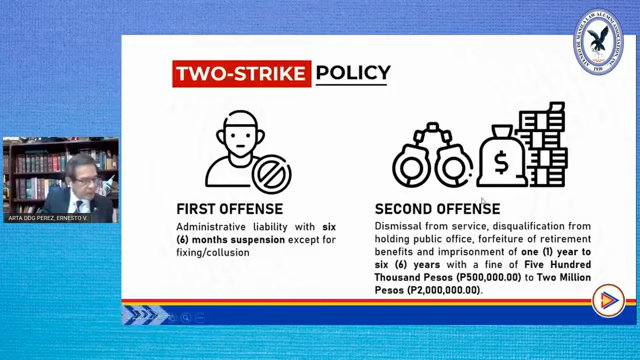 TWO-STRIKE POLICY
FIRST OFFENSE
Administrative liability with six
(6) months suspension except for
fixing/collusion
$
SECOND OFFENSE
Dismissal from service, disqualification from
holding public office, forfeiture of retirement
benefits and imprisonment of one (1) year to
six (6) years with a fine of Five Hundred
Thousand Pesos (P500,000.00) to Two Million
Pesos (P2,000,000.00).
ARTA DDG PEREZ, ERNESTO V.